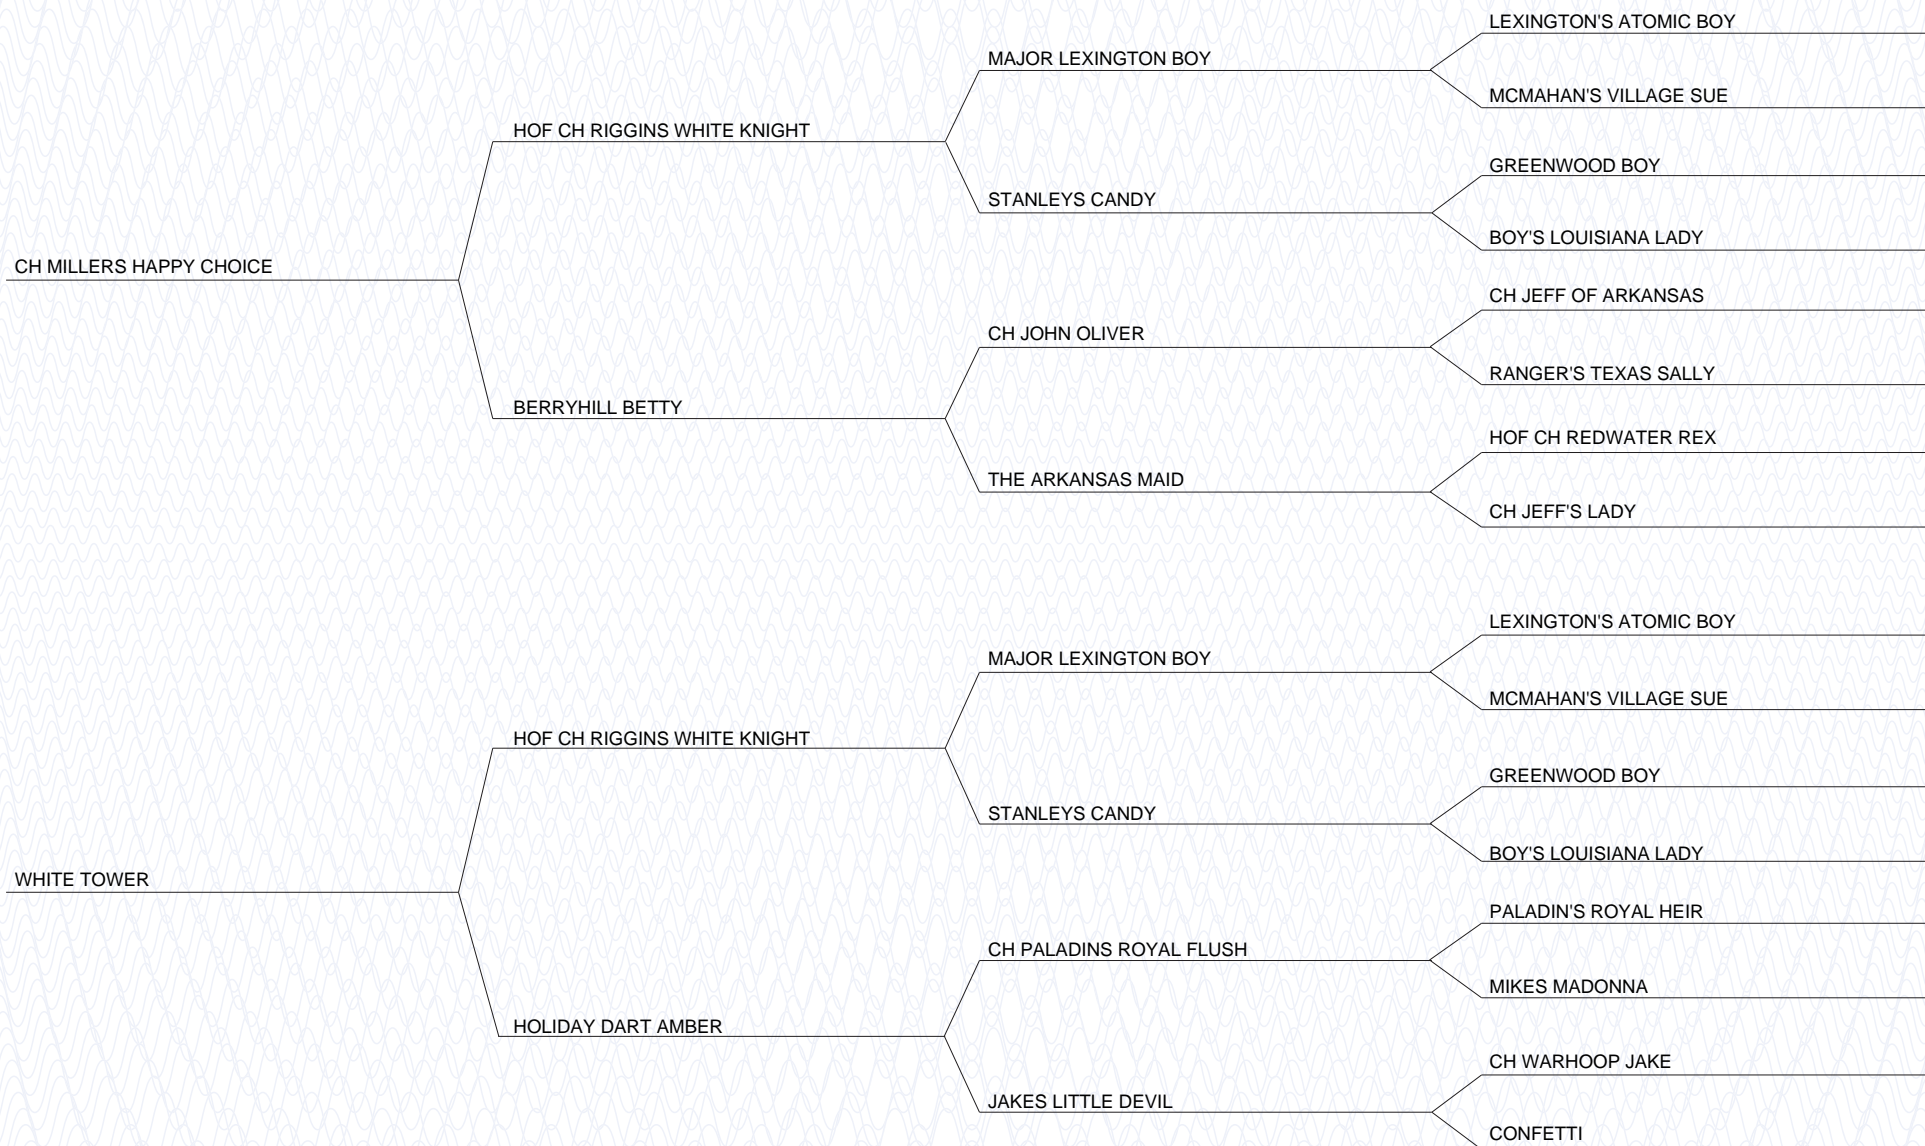 LEXINGTON'S ATOMIC BOY
MAJOR LEXINGTON BOY
MCMAHAN'S VILLAGE SUE
HOF CH RIGGINS WHITE KNIGHT
GREENWOOD BOY
STANLEYS CANDY
BOY'S LOUISIANA LADY
CH MILLERS HAPPY CHOICE
CH JEFF OF ARKANSAS
CH JOHN OLIVER
RANGER'S TEXAS SALLY
BERRYHILL BETTY
HOF CH REDWATER REX
THE ARKANSAS MAID
CH JEFF'S LADY
LEXINGTON'S ATOMIC BOY
MAJOR LEXINGTON BOY
MCMAHAN'S VILLAGE SUE
HOF CH RIGGINS WHITE KNIGHT
GREENWOOD BOY
STANLEYS CANDY
BOY'S LOUISIANA LADY
WHITE TOWER
PALADIN'S ROYAL HEIR
CH PALADINS ROYAL FLUSH
MIKES MADONNA
HOLIDAY DART AMBER
CH WARHOOP JAKE
JAKES LITTLE DEVIL
CONFETTI